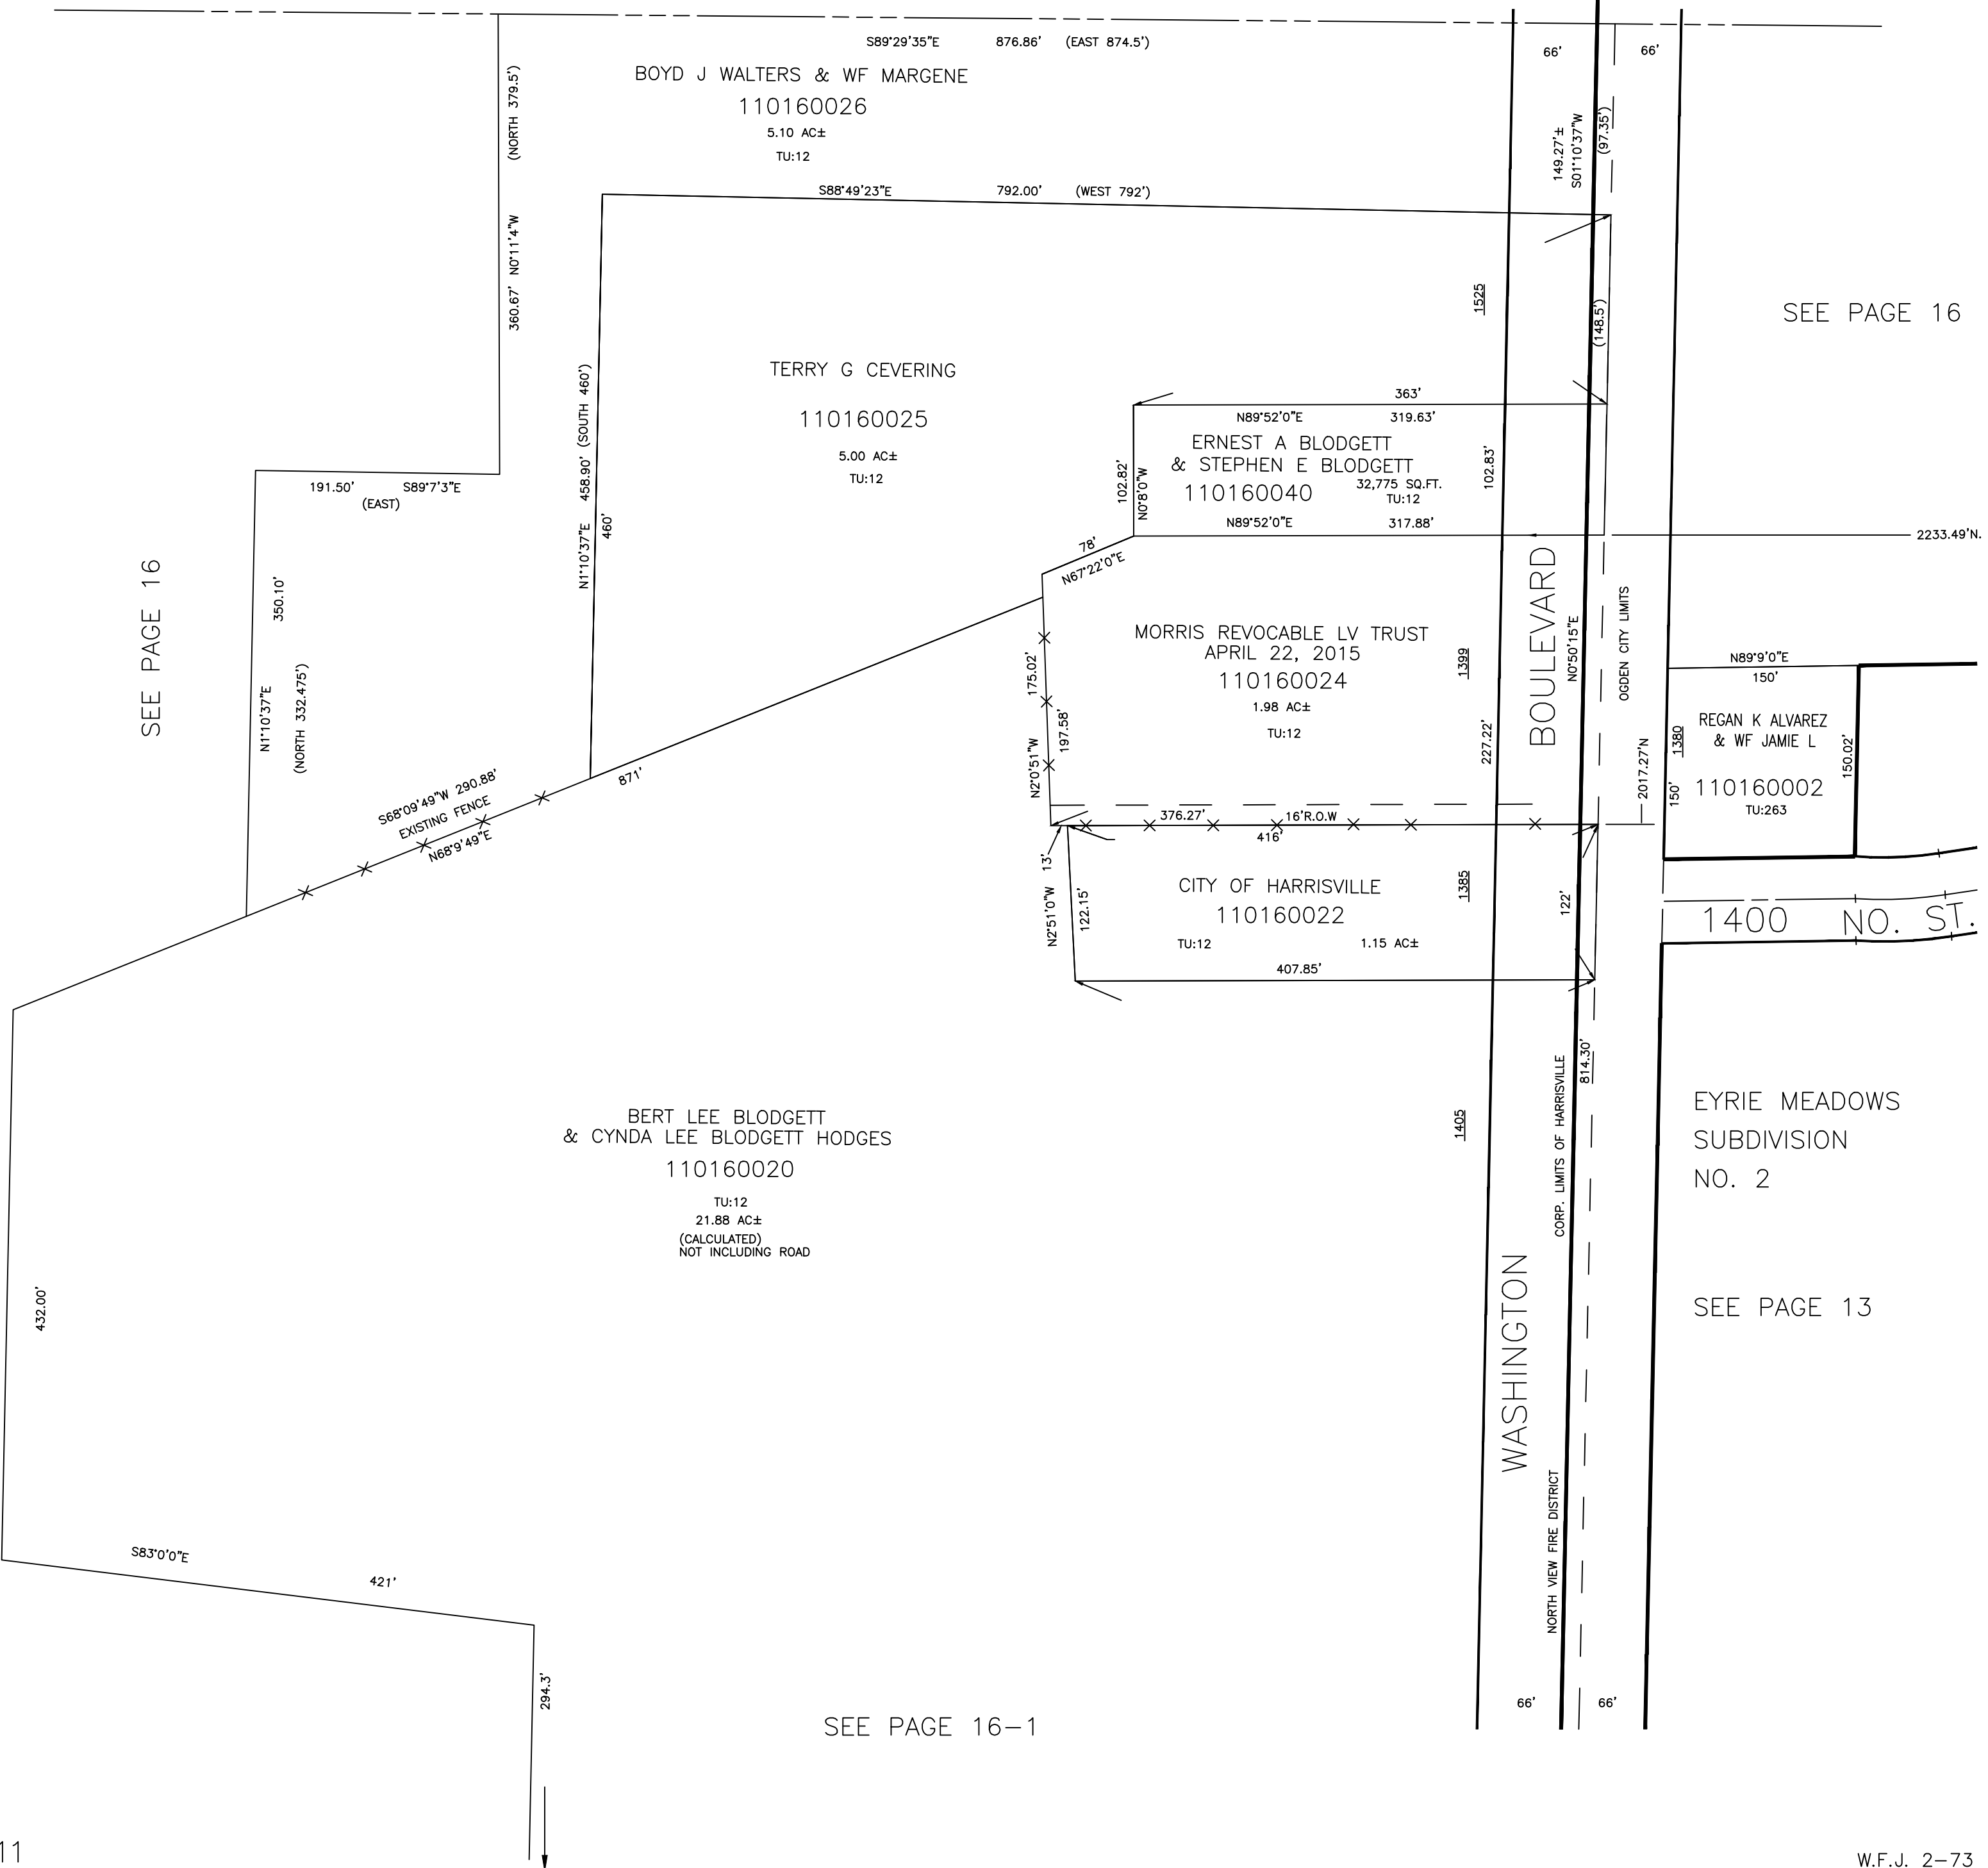 S89°29'35"E 876.86' (EAST 874.5')
66' 66'
BOYD J WALTERS & WF MARGENE
110160026
5.10 AC±
TU:12
(NORTH 379.5')
360.67' N0°11'4"W
149.27'±
S01°10'37"W
(97.35')
S88°49'23"E 792.00' (WEST 792')
1525
(148.5')
SEE PAGE 16
TERRY G CEVERING
110160025
5.00 AC±
TU:12
N1°10'37"E 458.90' (SOUTH 460')
460'
363'
N89°52'0"E 319.63'
ERNEST A BLODGETT
& STEPHEN E BLODGETT
110160040
32,775 SQ.FT.
TU:12
102.82'
N0°8'0"W
102.83'
N89°52'0"E 317.88'
2233.49'N.
191.50' S89°7'3"E
(EAST)
SEE PAGE 16
N1°10'37"E 350.10'
(NORTH 332.475')
78'
N67°22'0"E
MORRIS REVOCABLE LV TRUST
APRIL 22, 2015
110160024
1.98 AC±
TU:12
175.02'
197.58'
N2°0'51"W
1399
227.22'
BOULEVARD
N0°50'15"E
OGDEN CITY LIMITS
2017.27'N
N89°9'0"E
150'
REGAN K ALVAREZ
& WF JAMIE L
110160002
TU:263
1380
150'
150.02'
S68°09'49"W 290.88'
EXISTING FENCE
N68°9'49"E
871'
376.27' 16'R.O.W
416'
N2°51'0"W 13'
122.15'
CITY OF HARRISVILLE
110160022
TU:12 1.15 AC±
1385
122'
407.85'
1400 NO. ST.
BERT LEE BLODGETT
& CYNDA LEE BLODGETT HODGES
110160020
TU:12
21.88 AC±
(CALCULATED)
NOT INCLUDING ROAD
1405
814.30'
CORP. LIMITS OF HARRISVILLE
EYRIE MEADOWS
SUBDIVISION
NO. 2
SEE PAGE 13
432.00'
WASHINGTON
NORTH VIEW FIRE DISTRICT
S83°0'0"E
421'
294.3'
66' 66'
SEE PAGE 16-1
11
W.F.J. 2-73